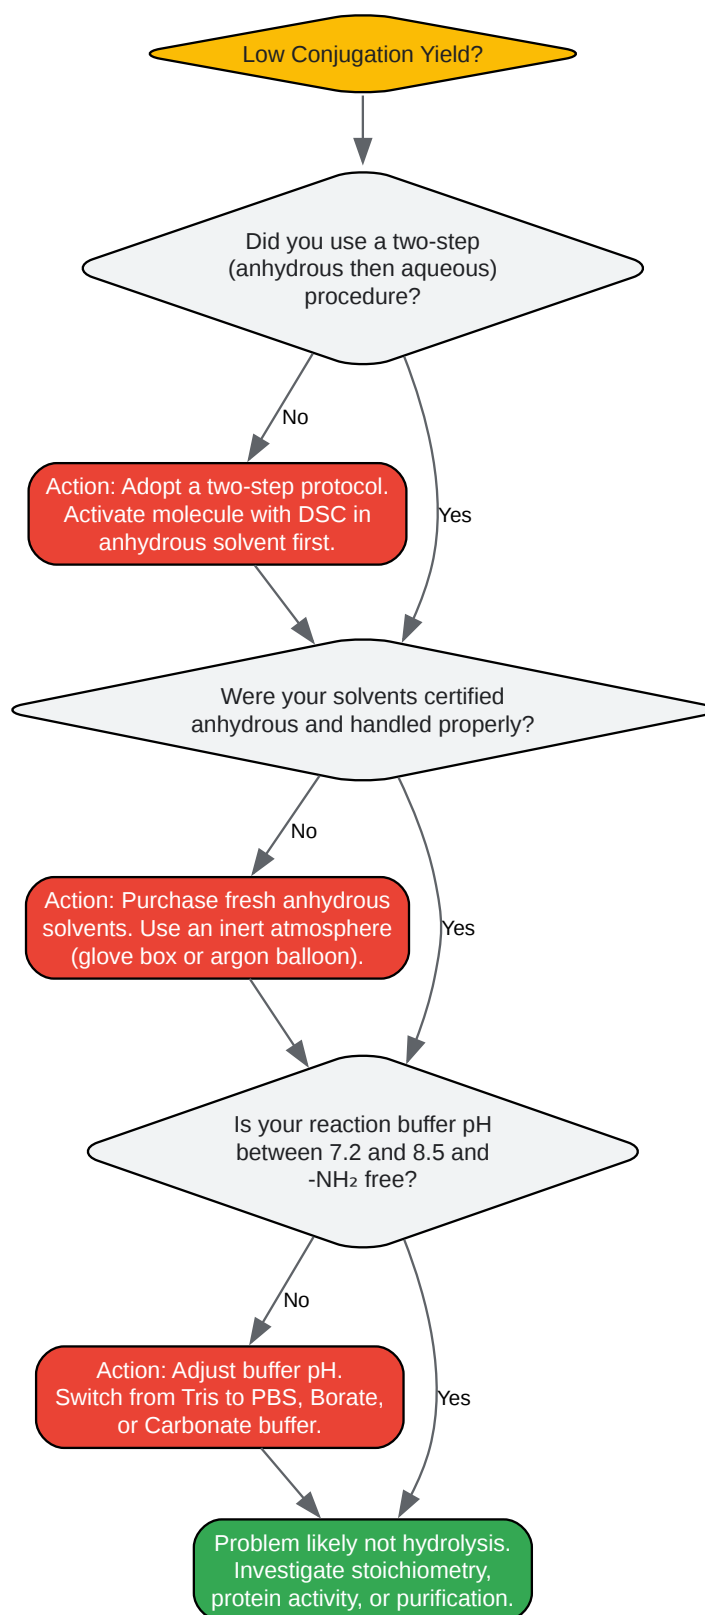 Low Conjugation Yield?
Did you use a two-step
(anhydrous then aqueous)
procedure?
No
Yes
Action: Adopt a two-step protocol.
Activate molecule with DSC in
anhydrous solvent first.
Were your solvents certified
anhydrous and handled properly?
No
Yes
Action: Purchase fresh anhydrous
solvents. Use an inert atmosphere
(glove box or argon balloon).
Is your reaction buffer pH
between 7.2 and 8.5 and
-NH₂ free?
No
Yes
Action: Adjust buffer pH.
Switch from Tris to PBS, Borate,
or Carbonate buffer.
Problem likely not hydrolysis.
Investigate stoichiometry,
protein activity, or purification.